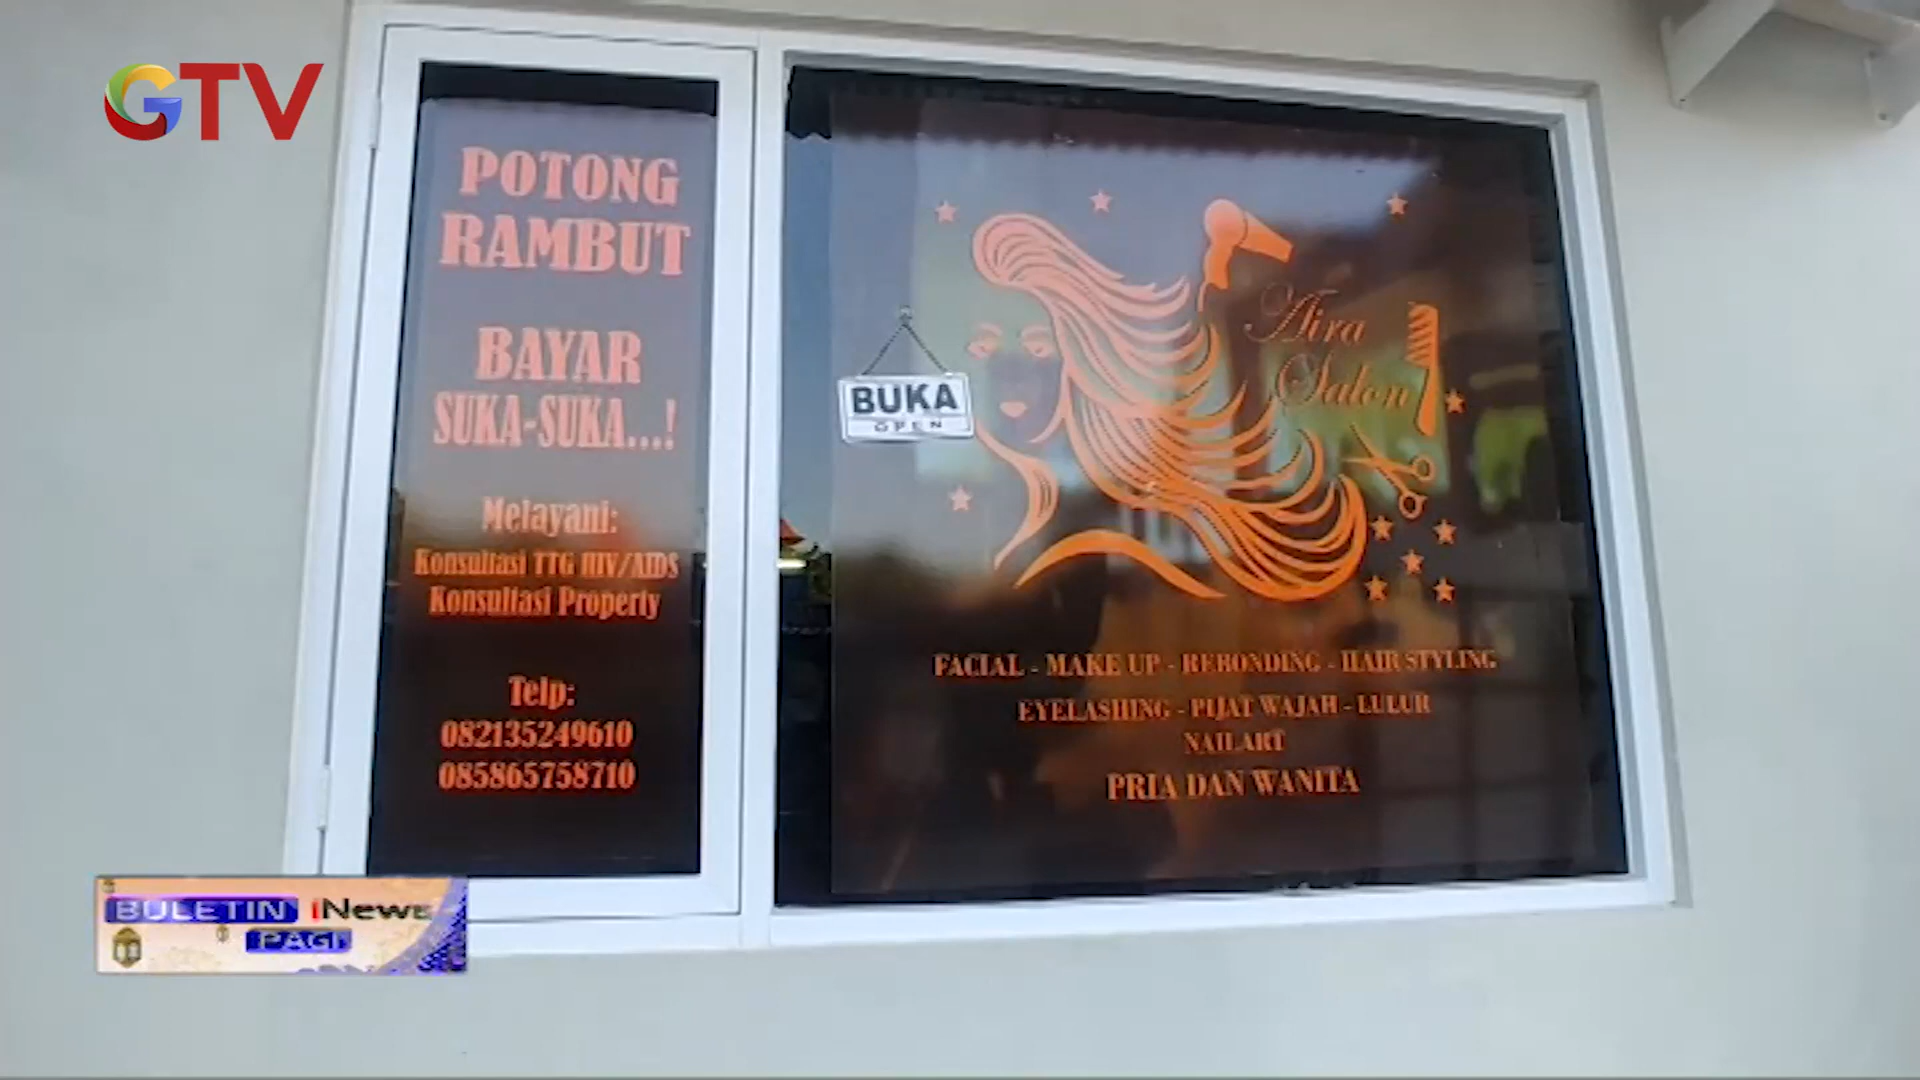 GTV
POTONG
RAMBUT
BAYAR
SUKA-SUKA...!
Melayani:
Konsultasi TTG HIV/AIDS
Konsultasi Property
Telp:
082135249610
085865758710
BUKA
OPEN
Aira
Salon
FACIAL - MAKE UP - REBONDING - HAIR STYLING
EYELASHING - PIJAT WAJAH - LULUR
NAIL ART
PRIA DAN WANITA
BULETIN iNews
PAGI